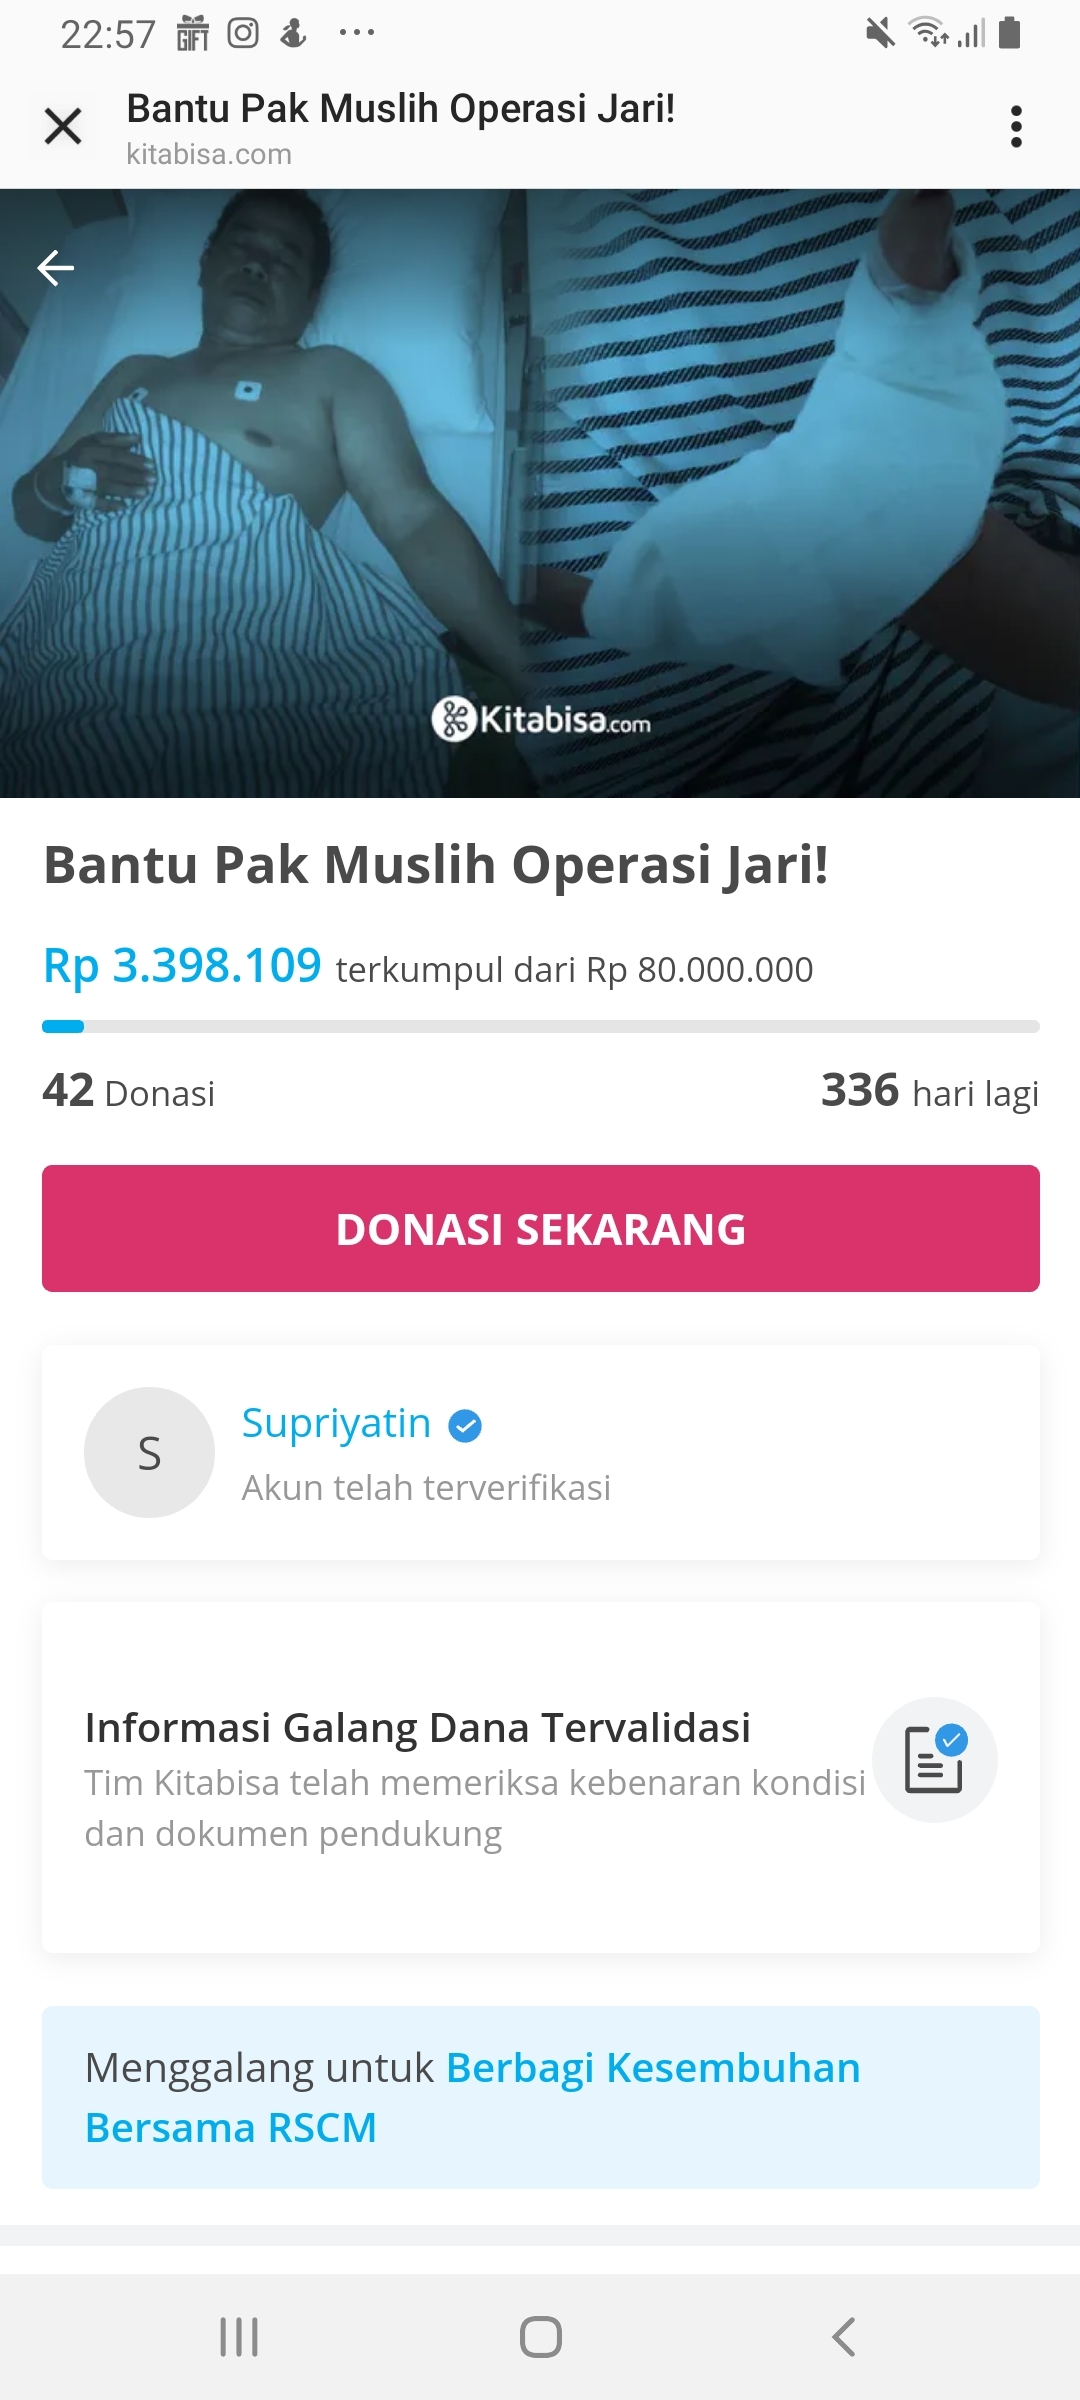 22:57 GIFT
Bantu Pak Muslih Operasi Jari!
kitabisa.com
Kitabisa.com
Bantu Pak Muslih Operasi Jari!
Rp 3.398.109 terkumpul dari Rp 80.000.000
42 Donasi 336 hari lagi
DONASI SEKARANG
S
Supriyatin
Akun telah terverifikasi
Informasi Galang Dana Tervalidasi
Tim Kitabisa telah memeriksa kebenaran kondisi
dan dokumen pendukung
Menggalang untuk Berbagi Kesembuhan
Bersama RSCM